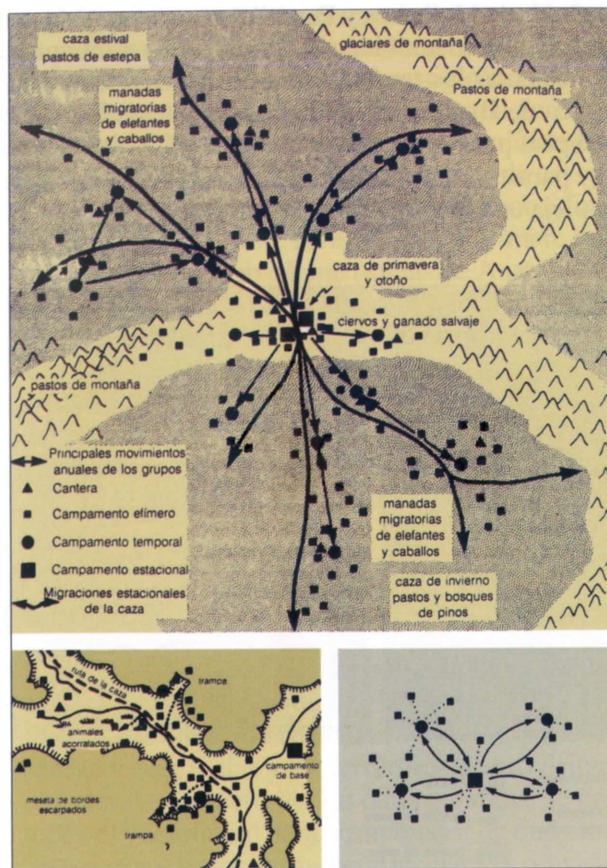 caza estival
pastos de estepa
manadas
migratorias
de elefantes
y caballos
glaciares de montaña
Pastos de montaña
caza de primavera
y otoño
ciervos y ganado salvaje
pastos de montaña
Principales movimientos
anuales de los grupos
Cantera
Campamento efímero
Campamento temporal
Campamento estacional
Migraciones estacionales
de la caza
manadas
migratorias
de elefantes
y caballos
caza de invierno
pastos y bosques
de pinos
ruta de la caza
trampa
animales
acorralados
campamento
de base
meseta de bordes
escarpados
trampa